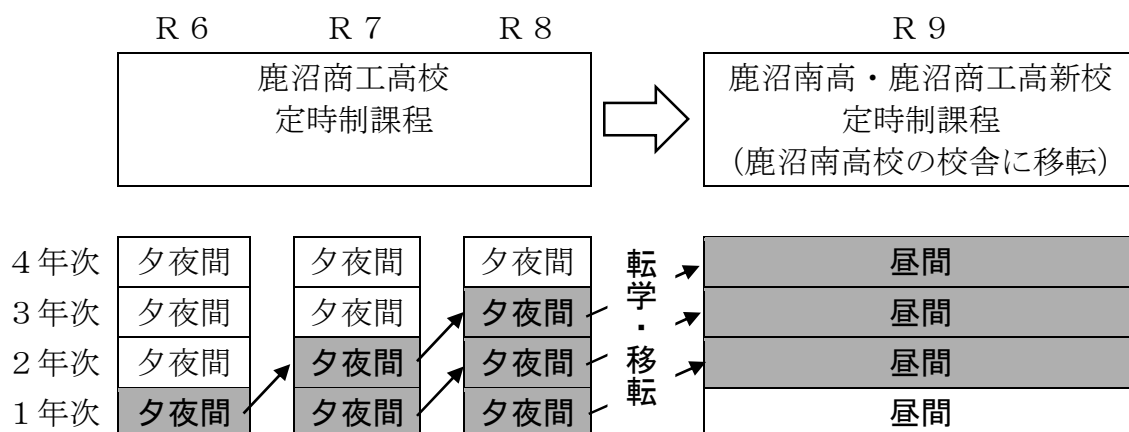 Ｒ６ Ｒ７ Ｒ８ Ｒ９
鹿沼商工高校
定時制課程
鹿沼南高・鹿沼商工高新校
定時制課程
（鹿沼南高校の校舎に移転）
４年次 夕夜間 夕夜間 夕夜間 昼間
３年次 夕夜間 夕夜間 夕夜間 昼間
２年次 夕夜間 夕夜間 夕夜間 昼間
１年次 夕夜間 夕夜間 夕夜間 昼間
転学・移転